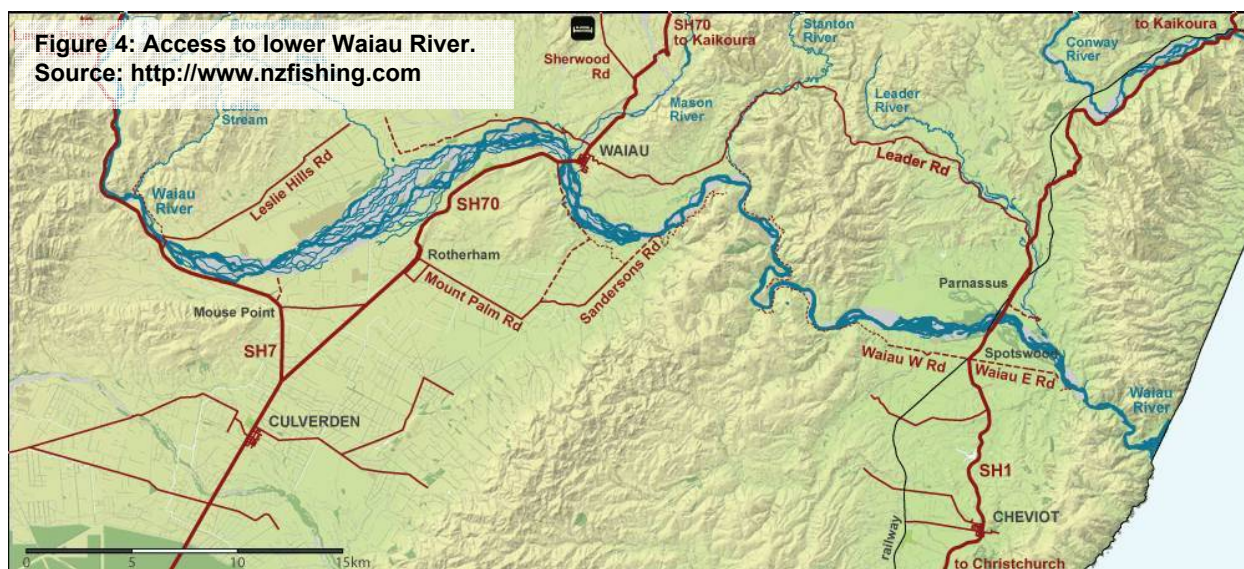 Figure 4: Access to lower Waiau River.
Source: http://www.nzfishing.com
SH70
to Kaikoura
Sherwood
Rd
Stanton
River
to Kaikoura
Conway
River
Mason
River
Leader
River
Stream
Leslie Hills Rd
WAIAU
Leader Rd
Waiau
River
SH70
Rotherham
Mount Palm Rd
Sandersons Rd
Parnassus
Mouse Point
SH7
Waiau W Rd
Spotswood
Waiau E Rd
Waiau
River
CULVERDEN
SH1
CHEVIOT
railway
to Christchurch
0 5 10 15km